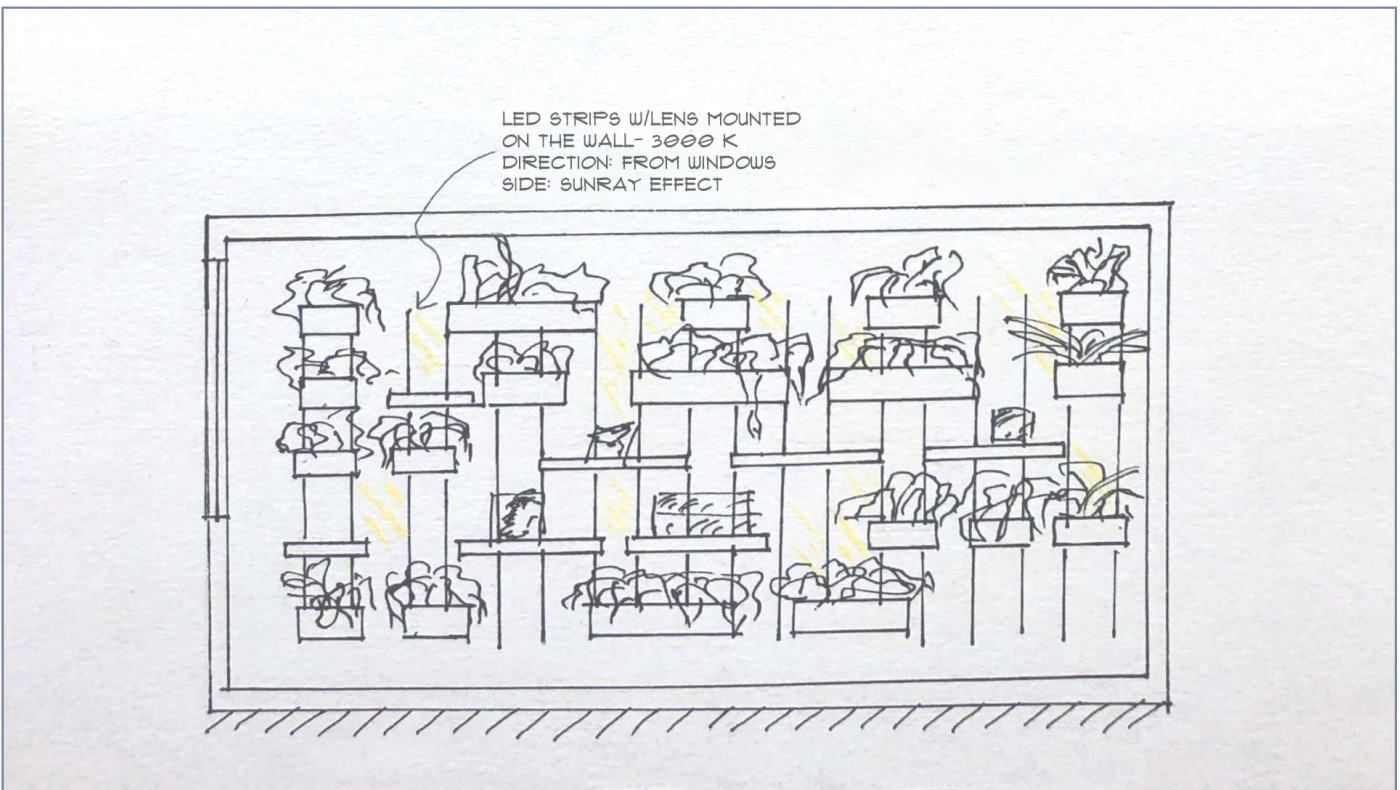 LED STRIPS W/LENS MOUNTED
ON THE WALL- 3000 K
DIRECTION: FROM WINDOWS
SIDE: SUNRAY EFFECT